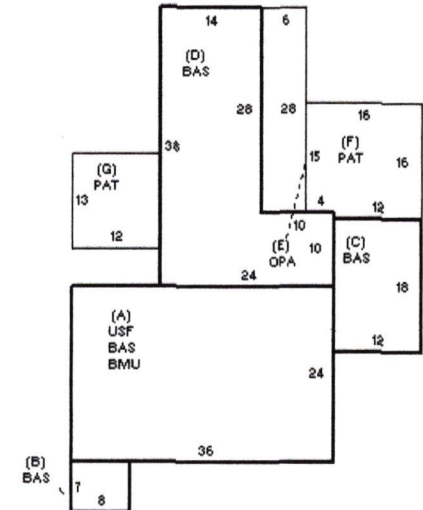 14
6
(D)
BAS
28
28
16
38
15
(F)
PAT
16
(G)
PAT
13
12
4
12
10
(E)
OPA
10
(C)
BAS
24
18
(A)
USF
BAS
BMU
12
24
36
(B)
BAS
7
8